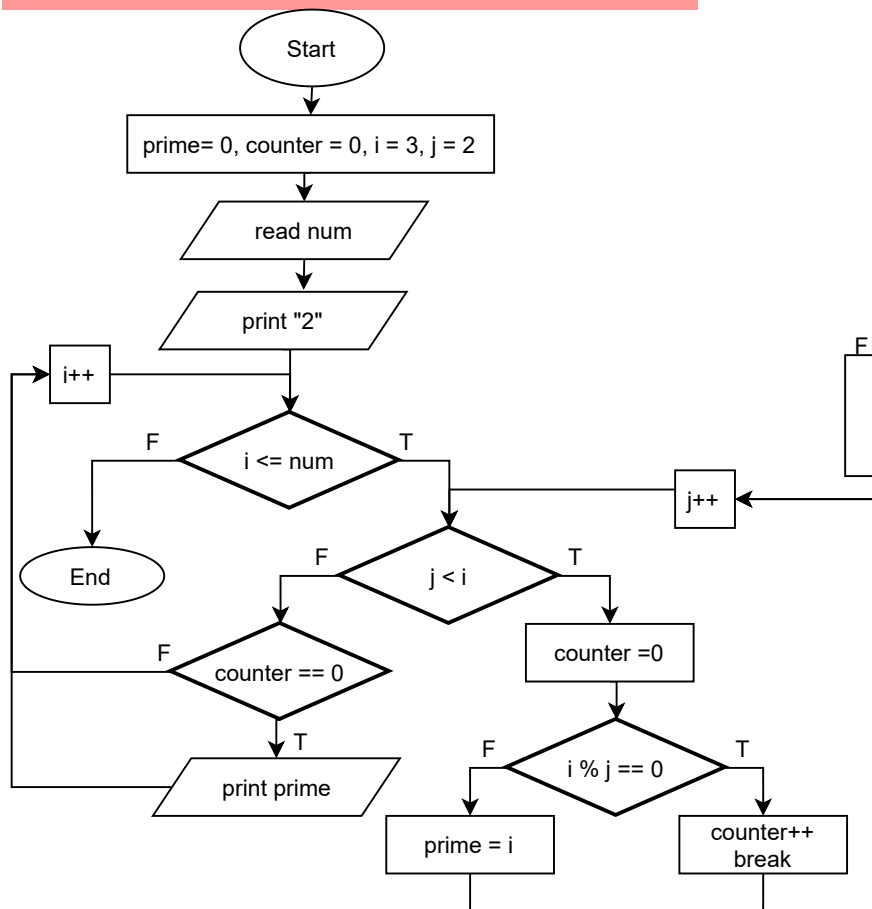 Start
prime= 0, counter = 0, i = 3, j = 2
read num
print "2"
i++
F
i <= num
F
T
j++
End
j < i
F
T
counter == 0
F
T
counter =0
i % j == 0
F
T
print prime
prime = i
counter++
break